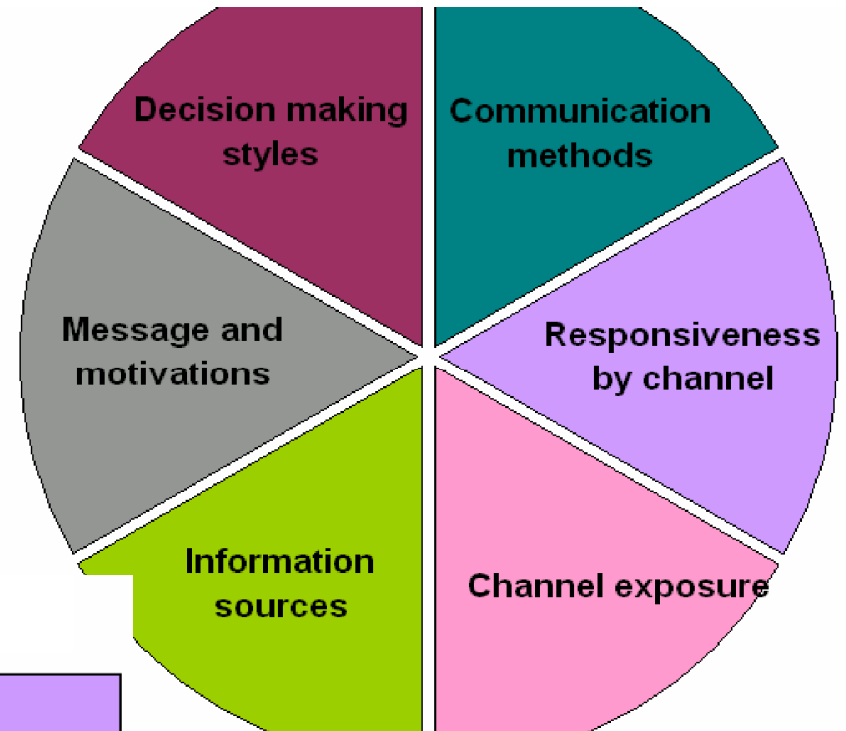 Decision making
styles
Communication
methods
Message and
motivations
Responsiveness
by channel
Information
sources
Channel exposure